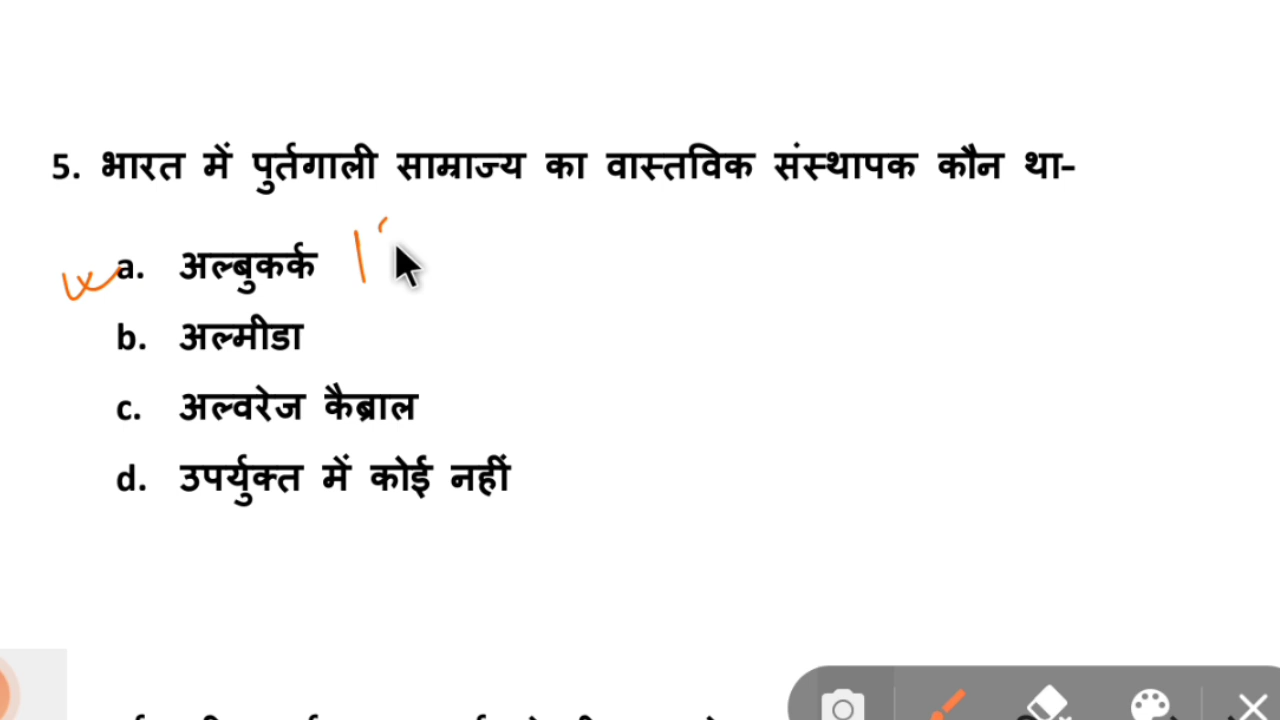 5. भारत में पुर्तगाली साम्राज्य का वास्तविक संस्थापक कौन था-
a. अल्बुकर्क
b. अल्मीडा
c. अल्वरेज कैब्राल
d. उपर्युक्त में कोई नहीं